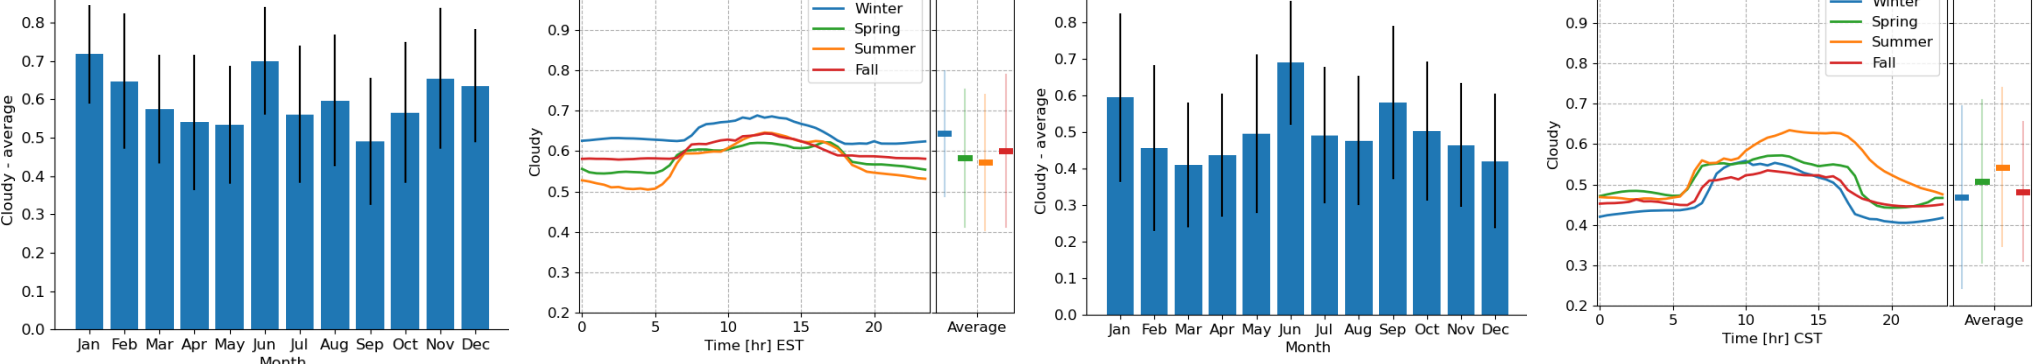 0.8
0.7
0.6
0.5
0.4
0.3
0.2
0.1
0.0
Cloudy - average
Jan Feb Mar Apr May Jun Jul Aug Sep Oct Nov Dec
Month
0.9
0.8
0.7
0.6
0.5
0.4
0.3
0.2
Cloudy
Winter
Spring
Summer
Fall
0 5 10 15 20
Time [hr] EST
Average
0.8
0.7
0.6
0.5
0.4
0.3
0.2
0.1
0.0
Cloudy - average
Jan Feb Mar Apr May Jun Jul Aug Sep Oct Nov Dec
Month
0.9
0.8
0.7
0.6
0.5
0.4
0.3
0.2
Cloudy
Winter
Spring
Summer
Fall
0 5 10 15 20
Time [hr] CST
Average